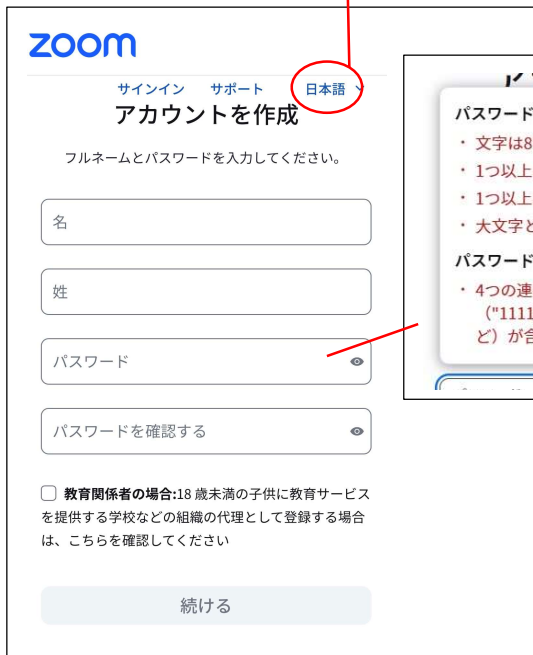 zoom
サインイン サポート 日本語
アカウントを作成
フルネームとパスワードを入力してください。
名
姓
パスワード
パスワードを確認する
教育関係者の場合:18 歳未満の子供に教育サービス
を提供する学校などの組織の代理として登録する場合
は、こちらを確認してください
続ける
パスワード
・ 文字は8
・ 1つ以上
・ 1つ以上
・ 大文字と
パスワード
・ 4つの連
("1111
ど）が含